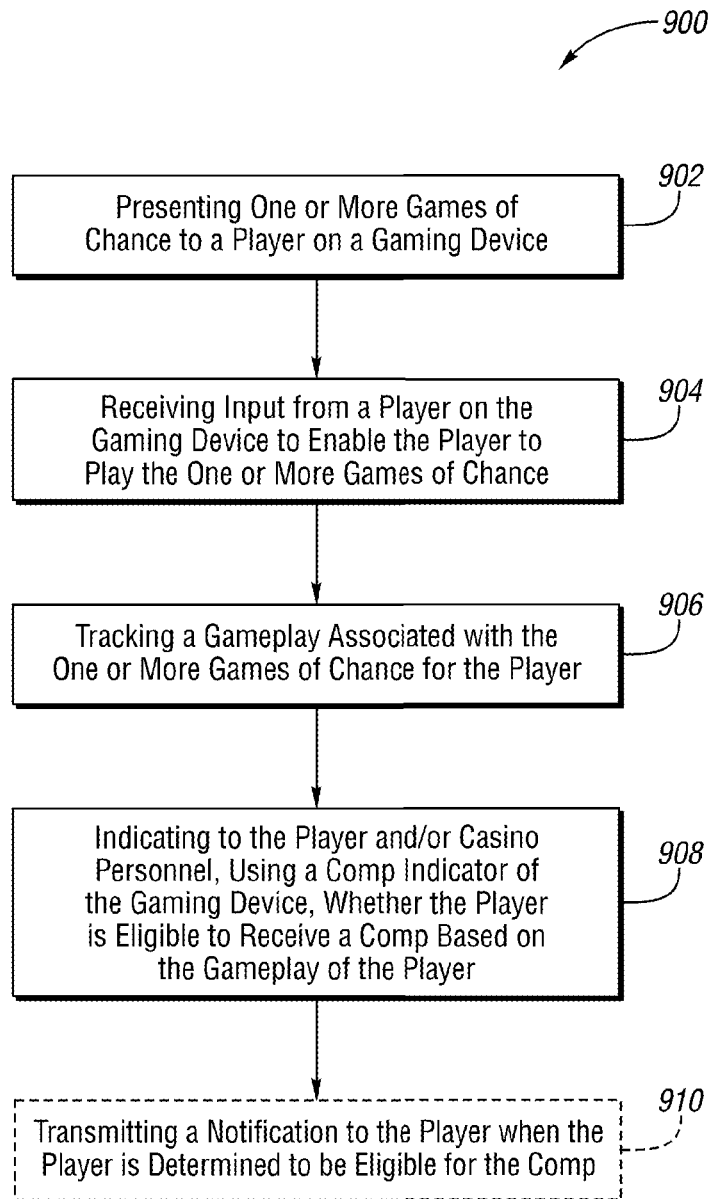 900
902
Presenting One or More Games of
Chance to a Player on a Gaming Device
904
Receiving Input from a Player on the
Gaming Device to Enable the Player to
Play the One or More Games of Chance
906
Tracking a Gameplay Associated with the
One or More Games of Chance for the Player
908
Indicating to the Player and/or Casino
Personnel, Using a Comp Indicator of
the Gaming Device, Whether the Player
is Eligible to Receive a Comp Based on
the Gameplay of the Player
910
Transmitting a Notification to the Player when the
Player is Determined to be Eligible for the Comp